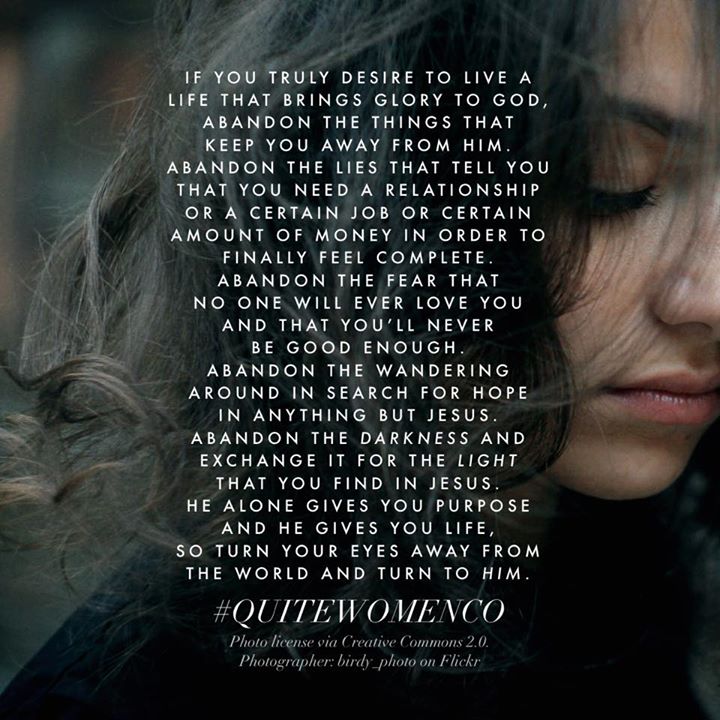 IF YOU TRULY DESIRE TO LIVE A
LIFE THAT BRINGS GLORY TO GOD,
ABANDON THE THINGS THAT
KEEP YOU AWAY FROM HIM.
ABANDON THE LIES THAT TELL YOU
THAT YOU NEED A RELATIONSHIP
OR A CERTAIN JOB OR CERTAIN
AMOUNT OF MONEY IN ORDER TO
FINALLY FEEL COMPLETE.
ABANDON THE FEAR THAT
NO ONE WILL EVER LOVE YOU
AND THAT YOU'LL NEVER
BE GOOD ENOUGH.
ABANDON THE WANDERING
AROUND IN SEARCH FOR HOPE
IN ANYTHING BUT JESUS.
ABANDON THE DARKNESS AND
EXCHANGE IT FOR THE LIGHT
THAT YOU FIND IN JESUS.
HE ALONE GIVES YOU PURPOSE
AND HE GIVES YOU LIFE,
SO TURN YOUR EYES AWAY FROM
THE WORLD AND TURN TO HIM.
#QUITEWOMENCO
Photo license via Creative Commons 2.0.
Photographer: birdy_photo on Flickr